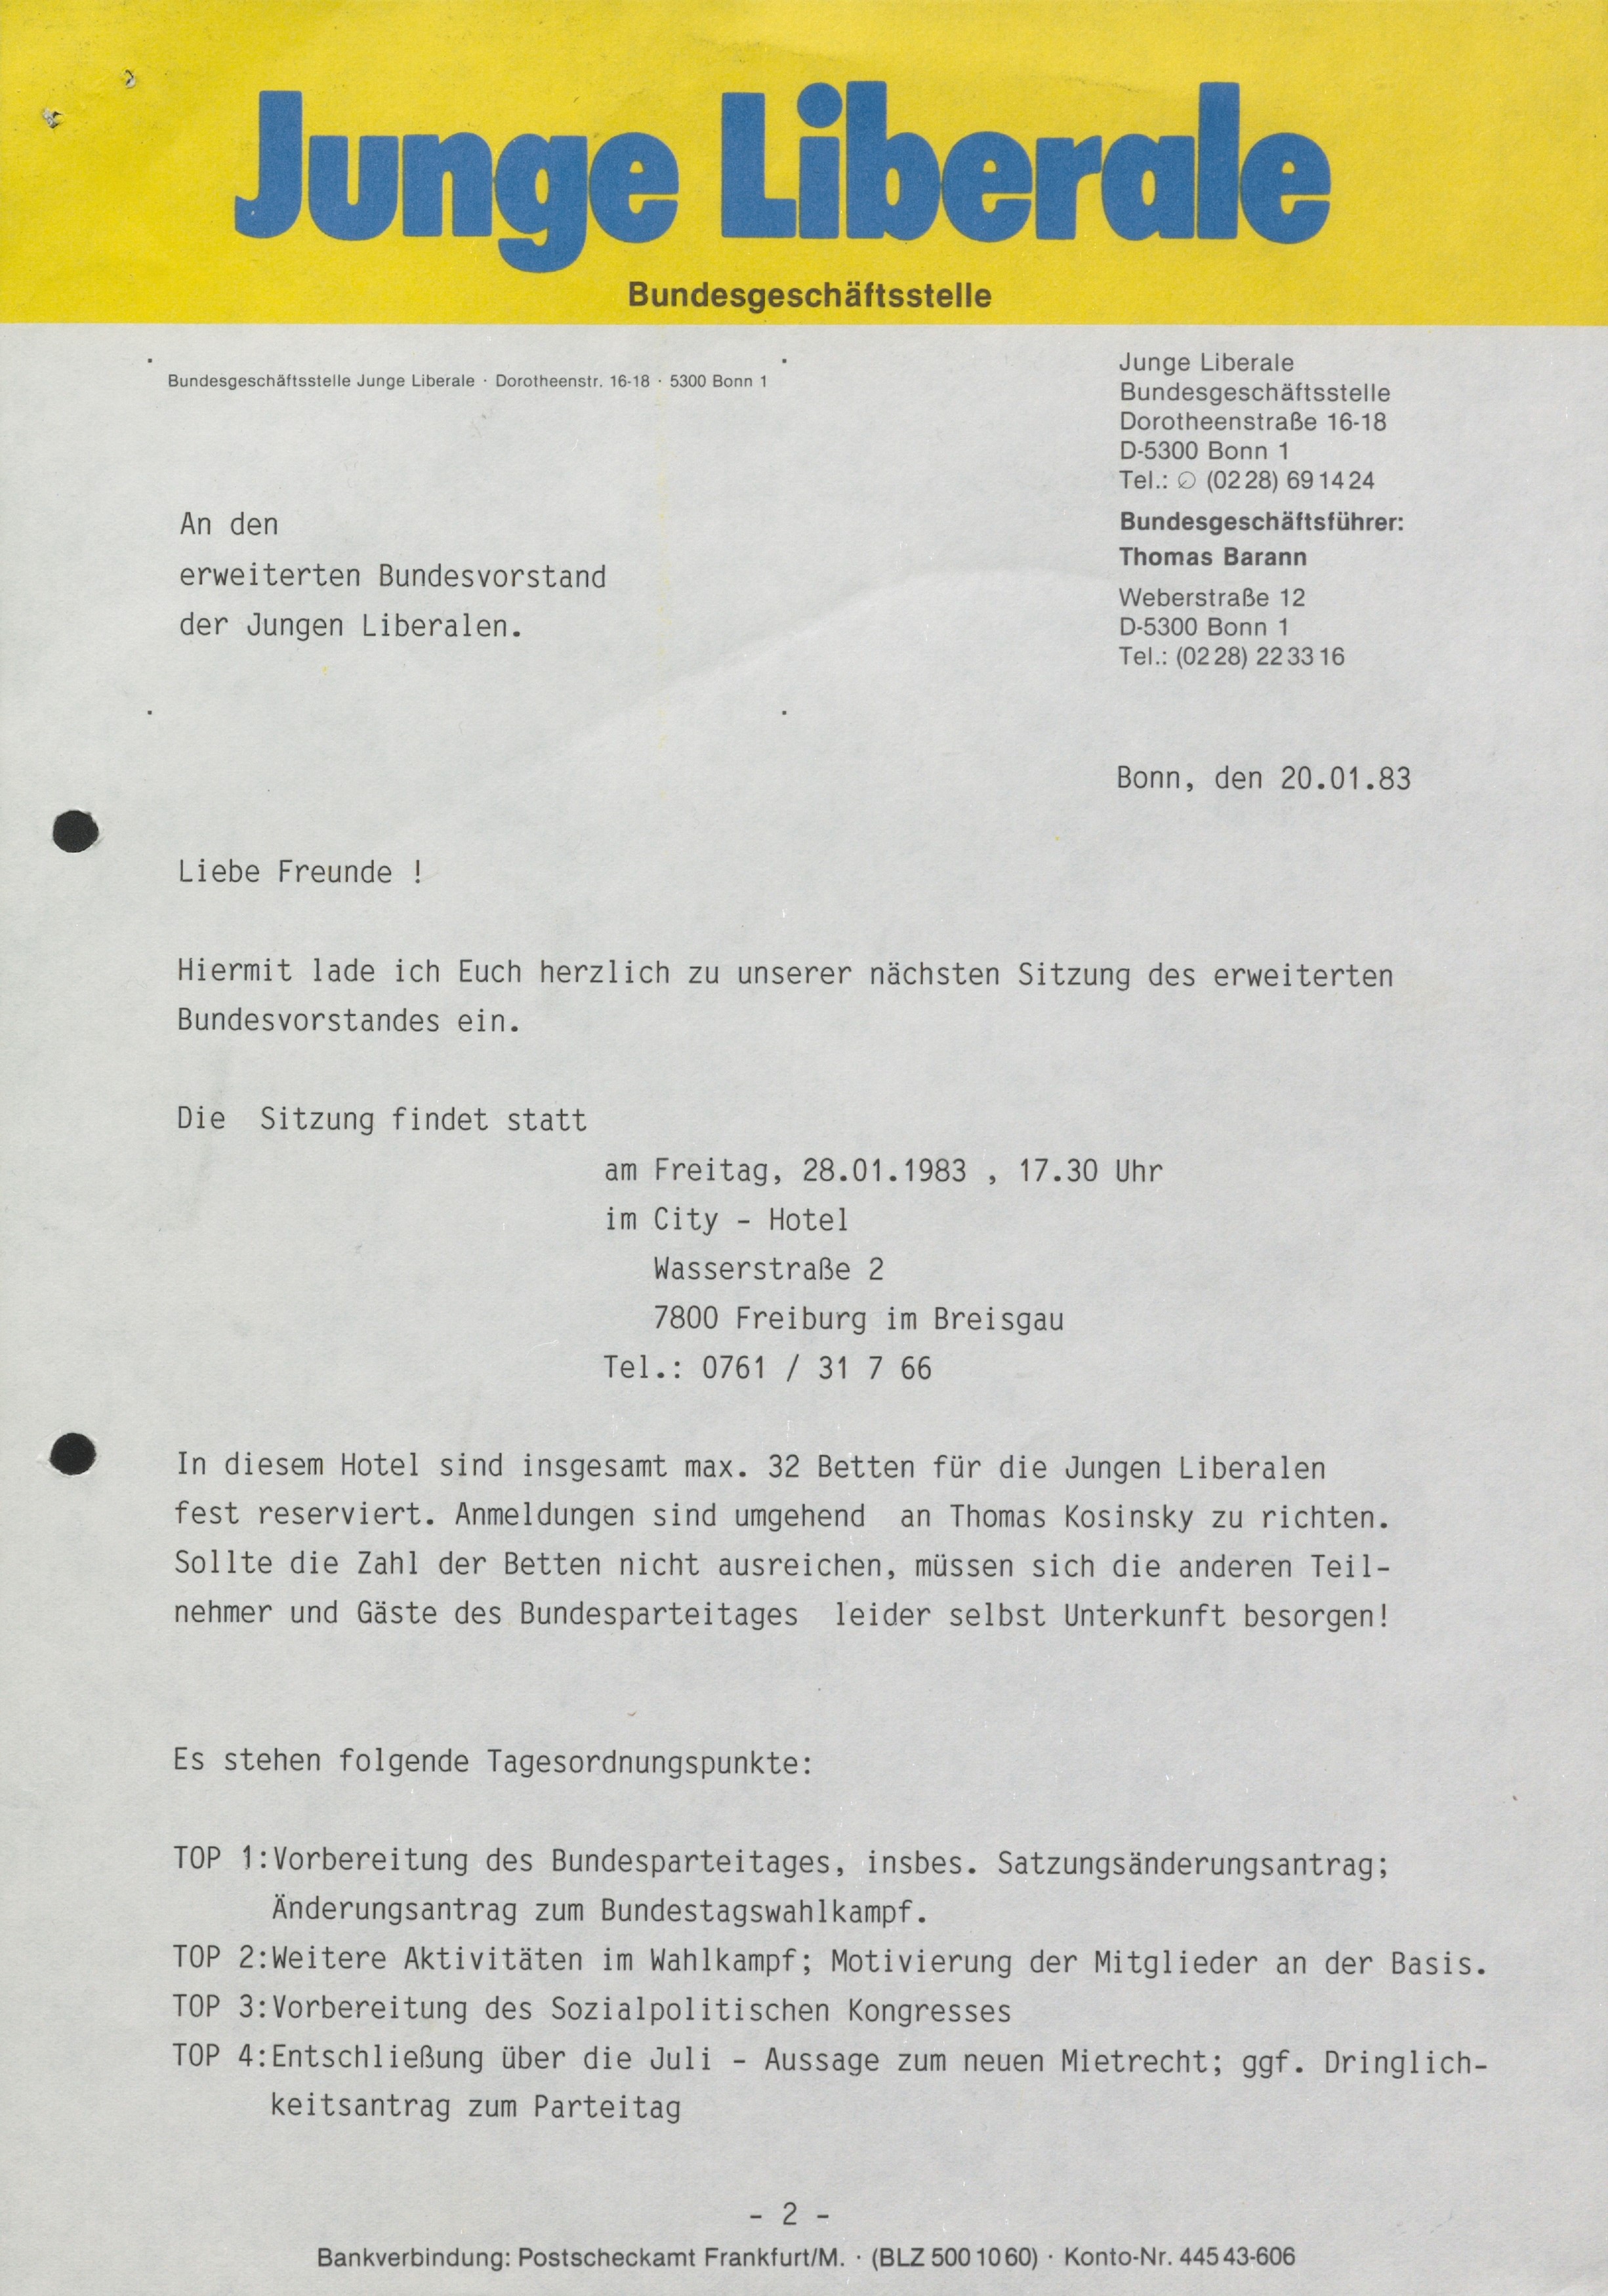 Junge Liberale
Bundesgeschäftsstelle
Bundesgeschäftsstelle Junge Liberale · Dorotheenstr. 16-18 · 5300 Bonn 1
Junge Liberale
Bundesgeschäftsstelle
Dorotheenstraße 16-18
D-5300 Bonn 1
Tel.: (02 28) 69 14 24
Bundesgeschäftsführer:
Thomas Barann
Weberstraße 12
D-5300 Bonn 1
Tel.: (02 28) 22 33 16
An den
erweiterten Bundesvorstand
der Jungen Liberalen.
Bonn, den 20.01.83
Liebe Freunde !
Hiermit lade ich Euch herzlich zu unserer nächsten Sitzung des erweiterten
Bundesvorstandes ein.
Die  Sitzung findet statt
am Freitag, 28.01.1983 , 17.30 Uhr
im City - Hotel
Wasserstraße 2
7800 Freiburg im Breisgau
Tel.: 0761 / 31 7 66
In diesem Hotel sind insgesamt max. 32 Betten für die Jungen Liberalen
fest reserviert. Anmeldungen sind umgehend  an Thomas Kosinsky zu richten.
Sollte die Zahl der Betten nicht ausreichen, müssen sich die anderen Teil-
nehmer und Gäste des Bundesparteitages  leider selbst Unterkunft besorgen!
Es stehen folgende Tagesordnungspunkte:
TOP 1:Vorbereitung des Bundesparteitages, insbes. Satzungsänderungsantrag;
Änderungsantrag zum Bundestagswahlkampf.
TOP 2:Weitere Aktivitäten im Wahlkampf; Motivierung der Mitglieder an der Basis.
TOP 3:Vorbereitung des Sozialpolitischen Kongresses
TOP 4:Entschließung über die Juli - Aussage zum neuen Mietrecht; ggf. Dringlich-
keitsantrag zum Parteitag
- 2 -
Bankverbindung: Postscheckamt Frankfurt/M. · (BLZ 500 10 60) · Konto-Nr. 445 43-606